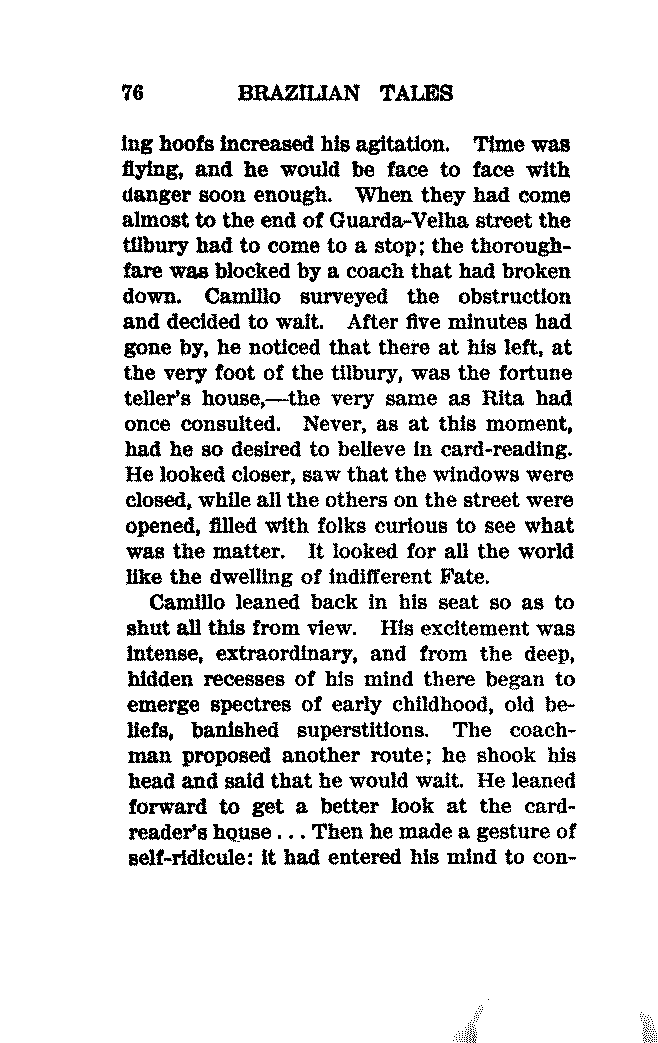 76 BRAZILIAN TALES
ing hoofs increased his agitation. Time was
flying, and he would be face to face with
danger soon enough. When they had come
almost to the end of Guarda-Velha street the
tilbury had to come to a stop; the thorough-
fare was blocked by a coach that had broken
down. Camillo surveyed the obstruction
and decided to wait. After five minutes had
gone by, he noticed that there at his left, at
the very foot of the tilbury, was the fortune
teller's house,—the very same as Rita had
once consulted. Never, as at this moment,
had he so desired to believe in card-reading.
He looked closer, saw that the windows were
closed, while all the others on the street were
opened, filled with folks curious to see what
was the matter. It looked for all the world
like the dwelling of indifferent Fate.
Camillo leaned back in his seat so as to
shut all this from view. His excitement was
intense, extraordinary, and from the deep,
hidden recesses of his mind there began to
emerge spectres of early childhood, old be-
liefs, banished superstitions. The coach-
man proposed another route; he shook his
head and said that he would wait. He leaned
forward to get a better look at the card-
reader's house ... Then he made a gesture of
self-ridicule: it had entered his mind to con-